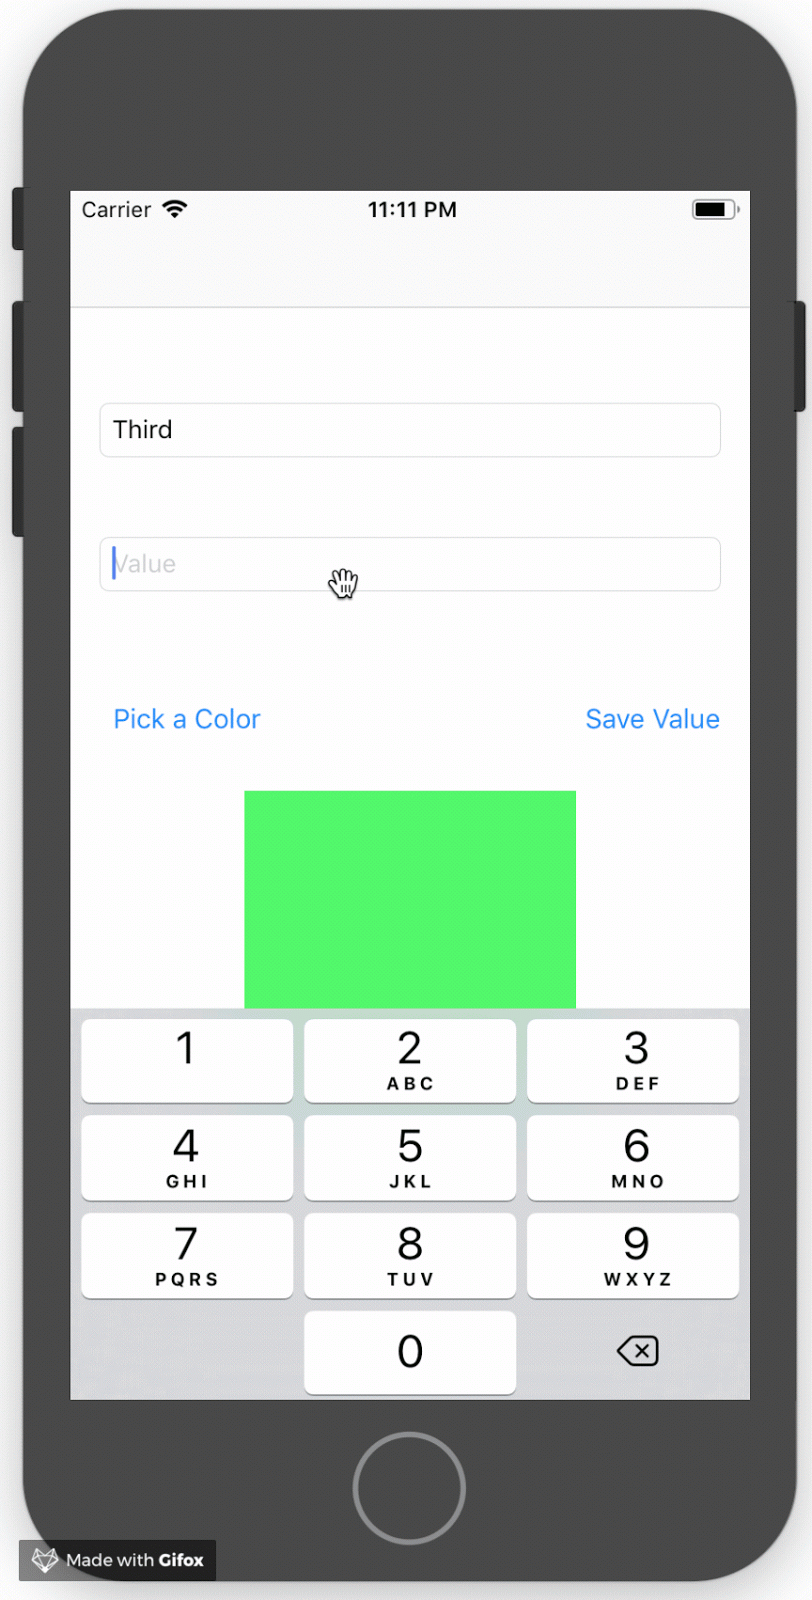 Carrier 11:11 PM
Third
Value
Pick a Color Save Value
1 2 3
ABC DEF
4 5 6
GHI JKL MNO
7 8 9
PQRS TUV WXYZ
0
Made with Gifox